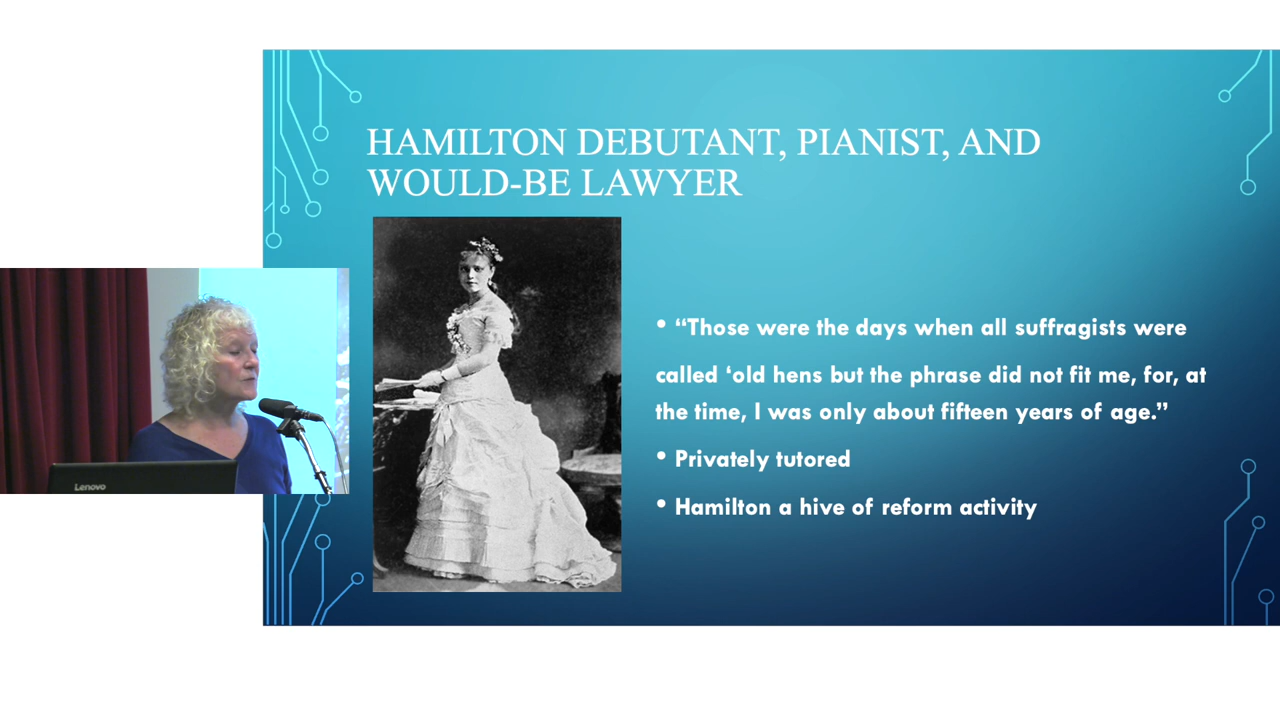 HAMILTON DEBUTANT, PIANIST, AND
WOULD-BE LAWYER
• “Those were the days when all suffragists were
called ‘old hens but the phrase did not fit me, for, at
the time, I was only about fifteen years of age.”
• Privately tutored
• Hamilton a hive of reform activity
Lenovo